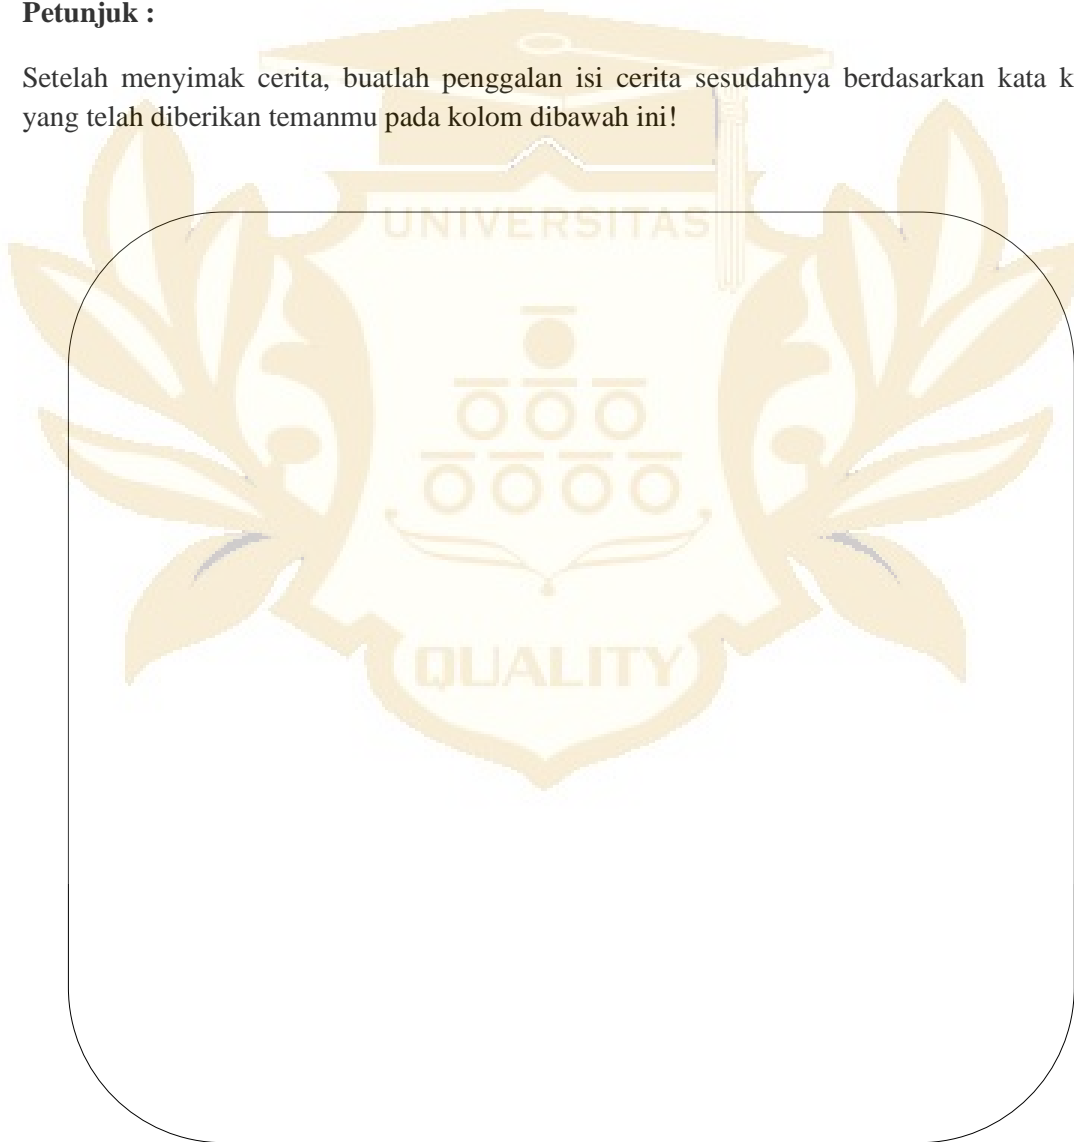 Petunjuk :
Setelah menyimak cerita, buatlah penggalan isi cerita sesudahnya berdasarkan kata k
yang telah diberikan temanmu pada kolom dibawah ini!
UNIVERSITAS
QUALITY